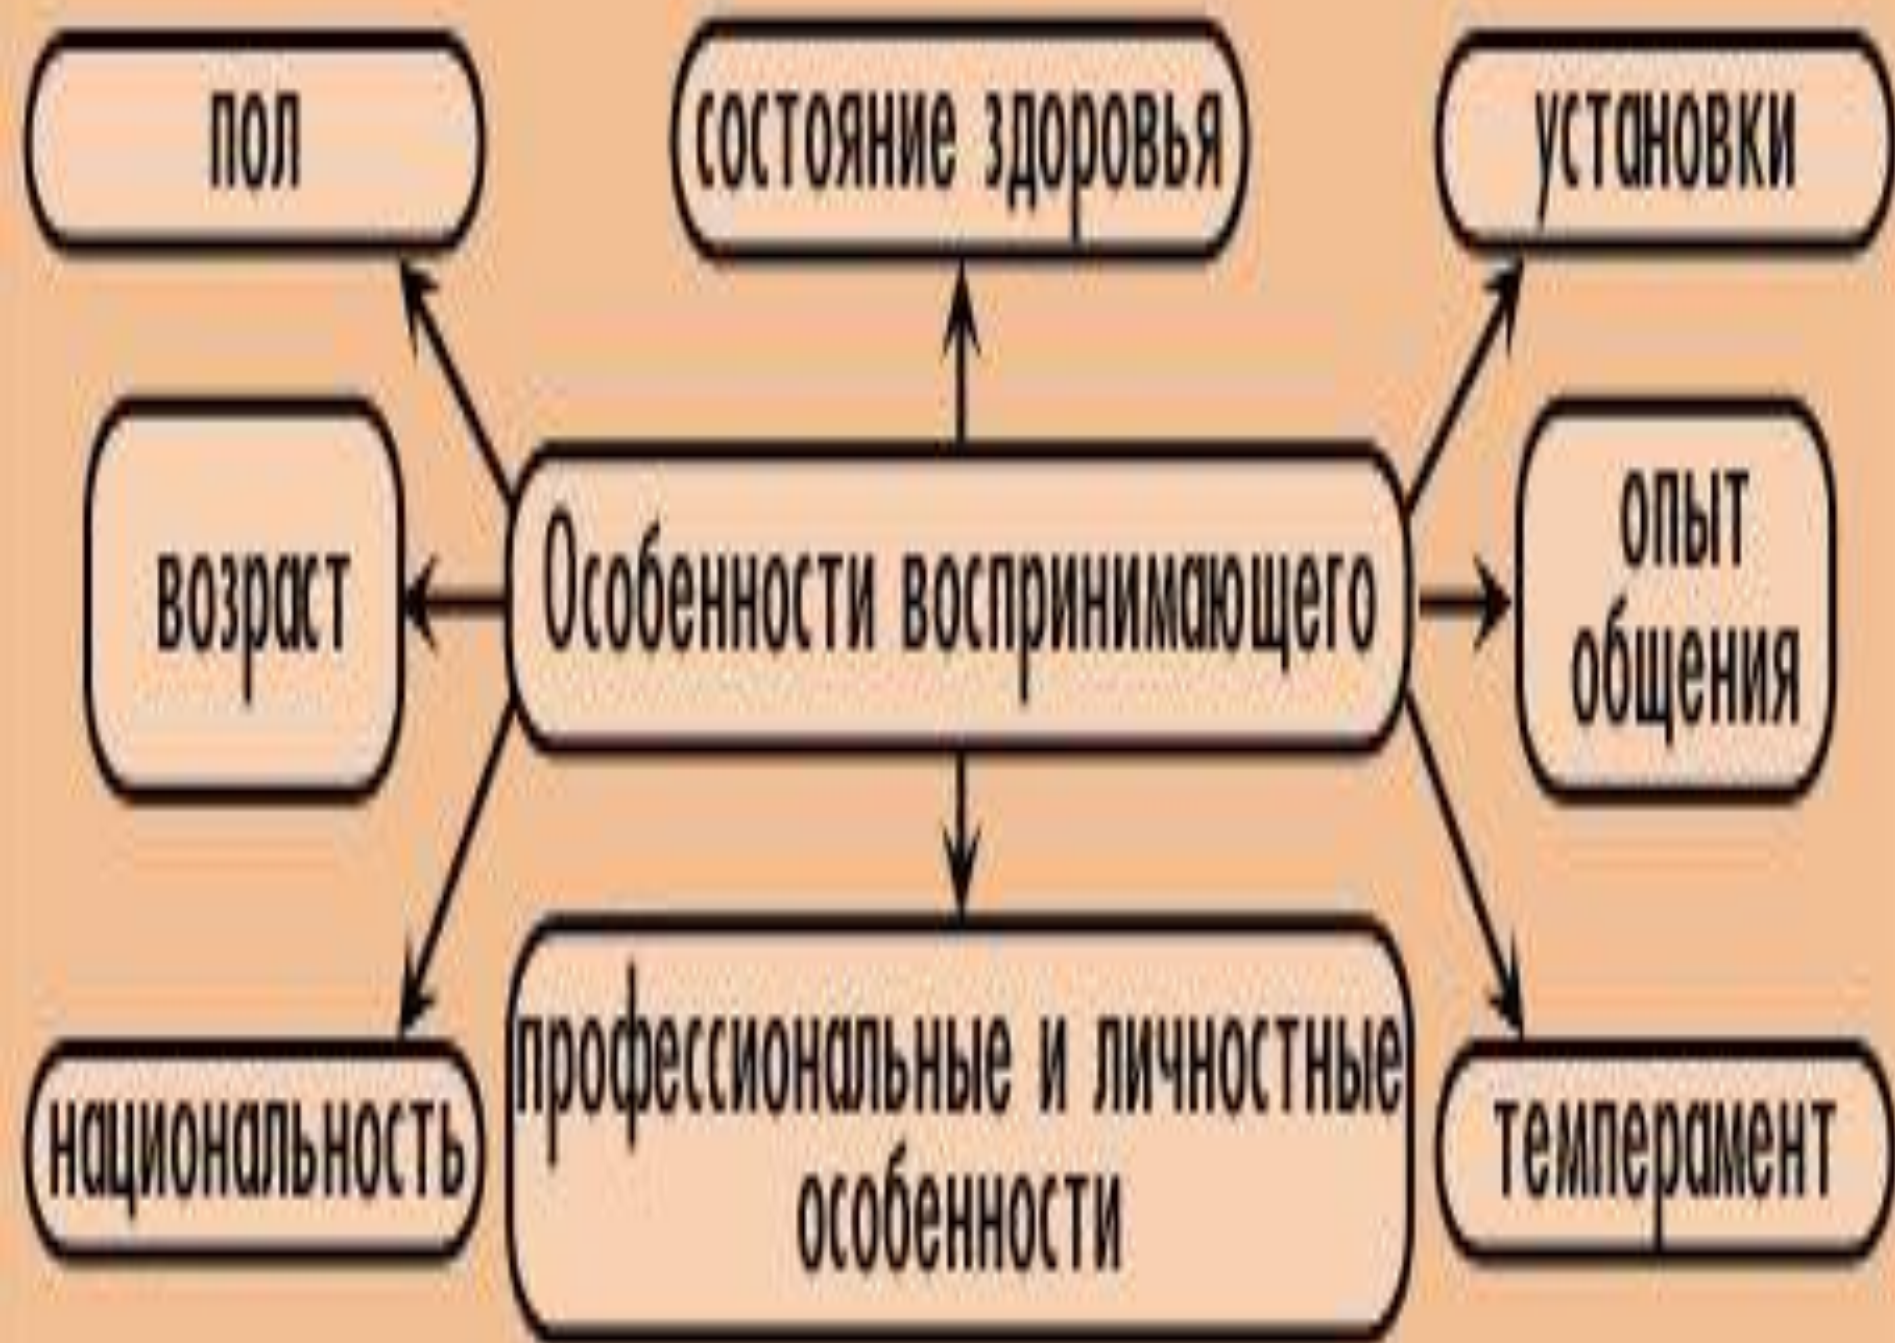 пол
состояние здоровья
установки
возраст
Особенности воспринимающего
опыт
общения
национальность
профессиональные и личностные
особенности
темперамент